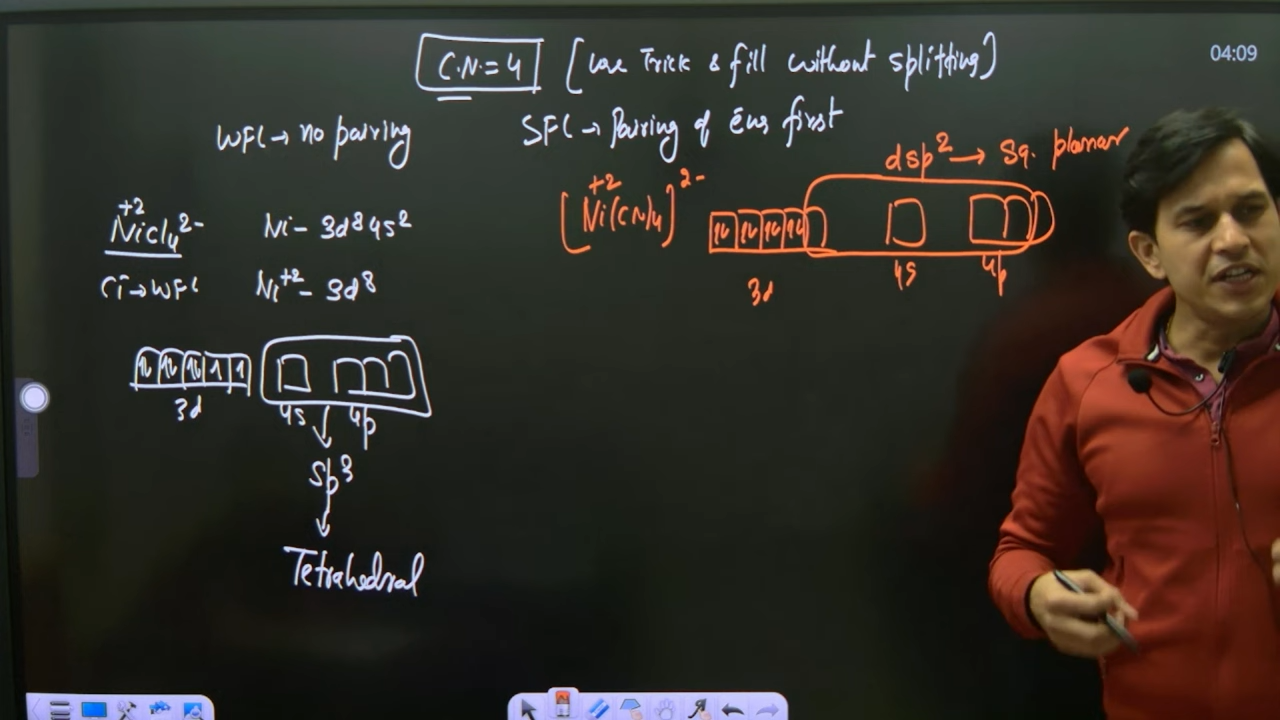 C.N.=4 [Use Trick & fill without splitting)
04:09
WFL→ no pairing
SFL→ Pairing of ēns first
dsp² → Sq. planar
+2
NiCl₄²⁻
Ni – 3d⁸4s²
+2
[Ni(CN)₄]²⁻
3d 4s 4p
Cl̄→WFL
Ni⁺² – 3d⁸
3d 4s 4p
sp³
Tetrahedral